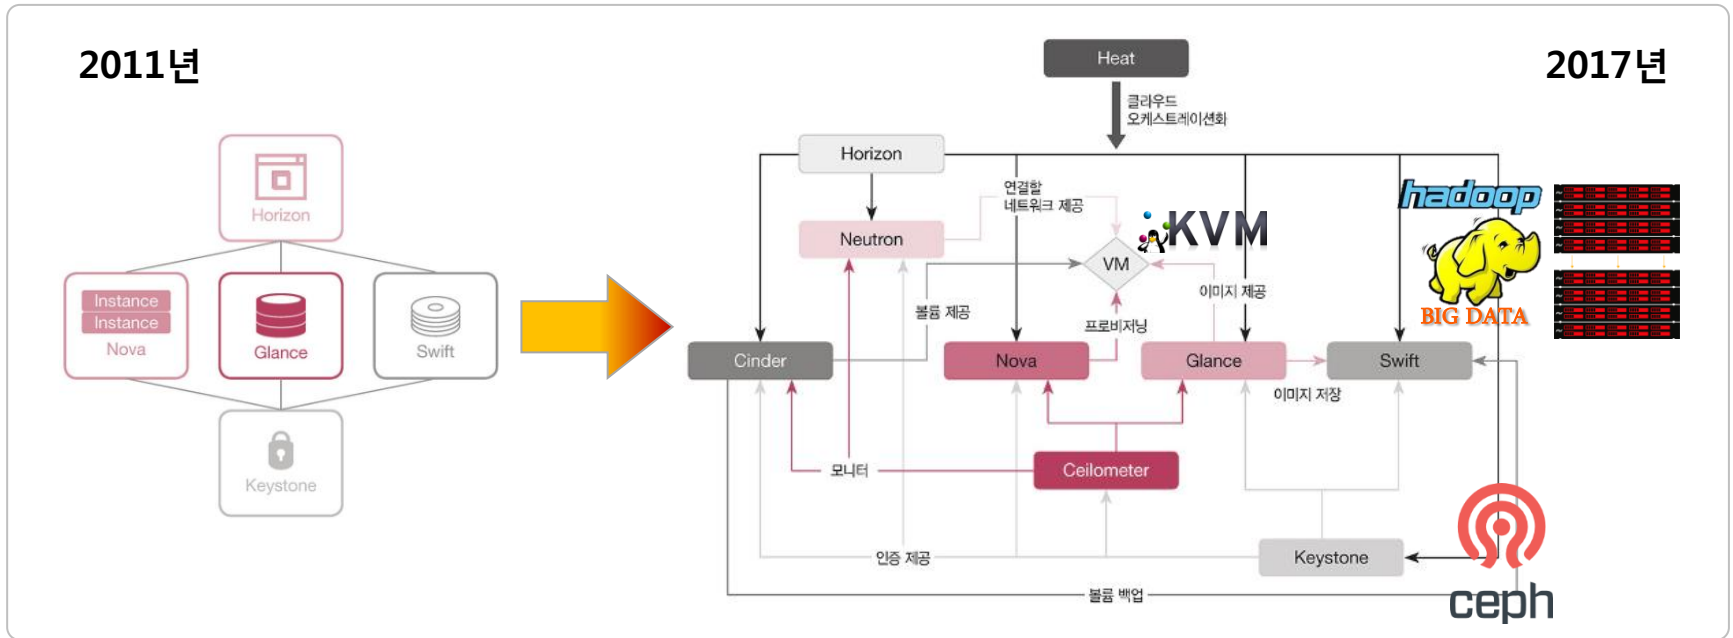 2011년
2017년
Horizon
Instance
Instance
Nova
Glance
Swift
Keystone
Heat
클라우드
오케스트레이션화
Horizon
연결할
네트워크 제공
Neutron
KVM
VM
hadoop
BIG DATA
볼륨 제공
이미지 제공
프로비저닝
Cinder
Nova
Glance
Swift
이미지 저장
모니터
Ceilometer
인증 제공
Keystone
볼륨 백업
ceph